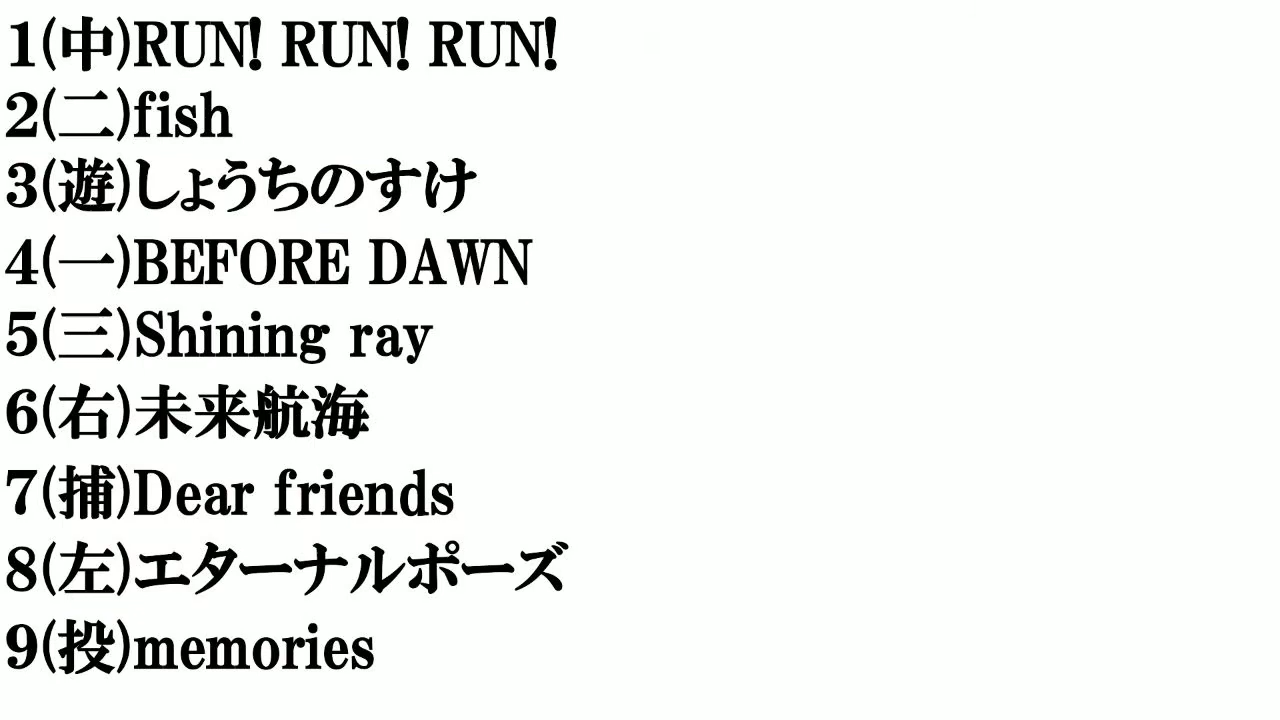 1(中)RUN! RUN! RUN!
2(二)fish
3(遊)しょうちのすけ
4(一)BEFORE DAWN
5(三)Shining ray
6(右)未来航海
7(捕)Dear friends
8(左)エターナルポーズ
9(投)memories